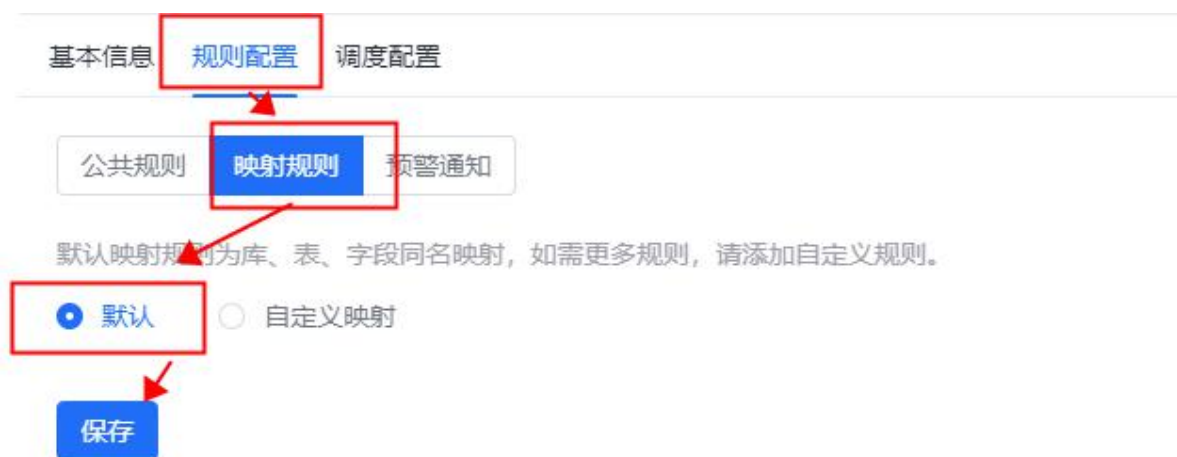 基本信息 规则配置 调度配置
公共规则 映射规则 预警通知
默认映射规则为库、表、字段同名映射，如需更多规则，请添加自定义规则。
默认 自定义映射
保存